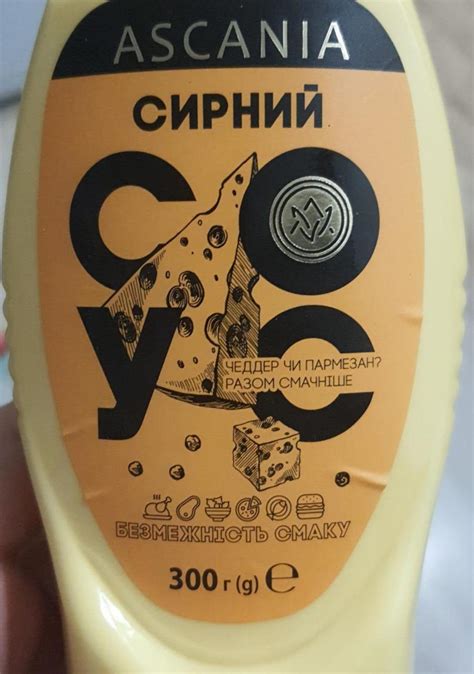 ASCANIA
СИРНИЙ
СО
УС
ЧЕДДЕР ЧИ ПАРМЕЗАН?
РАЗОМ СМАЧНІШЕ
БЕЗМЕЖНІСТЬ СМАКУ
300 г (g) ℮